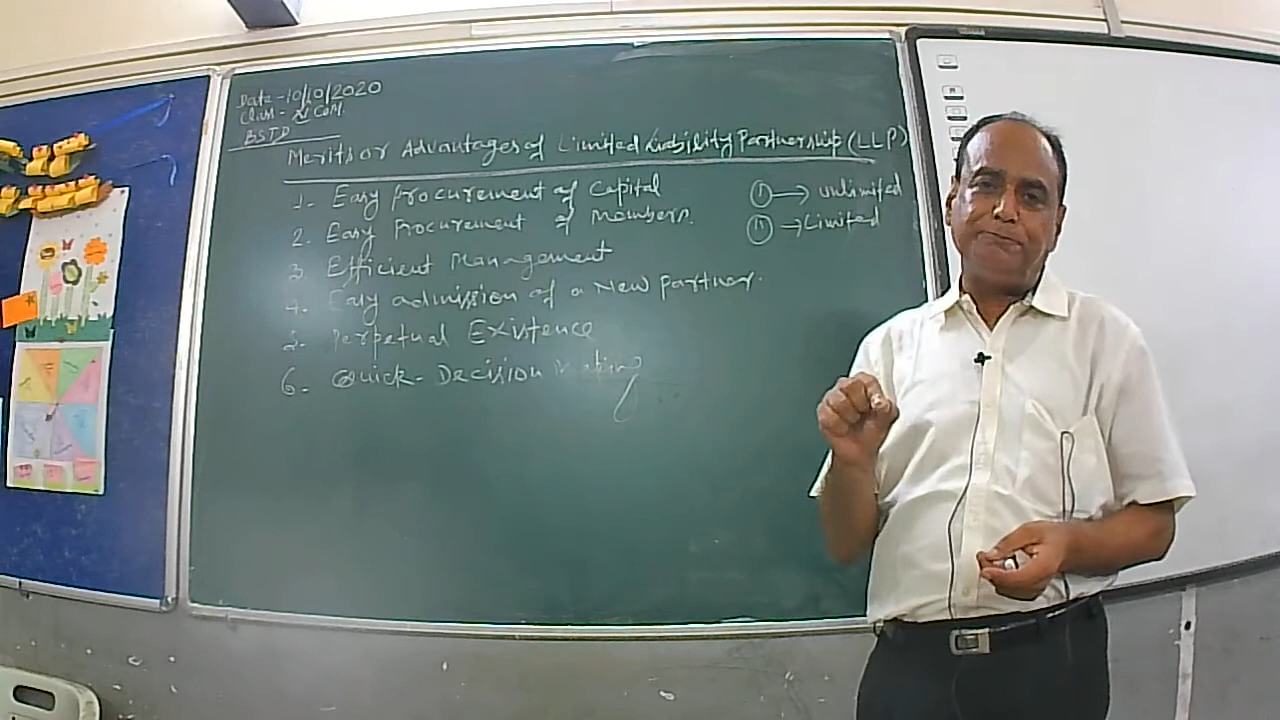 Date - 10/10/2020
Class - XI COM.
BSTD
Merits or Advantages of Limited Liability Partnership (LLP)
1. Easy Procurement of Capital
2. Easy Procurement of Members.
3. Efficient Management
4. Easy admission of a New partner.
5. Perpetual Existence
6. Quick - Decision Making
(i) → unlimited
(ii) → Limited